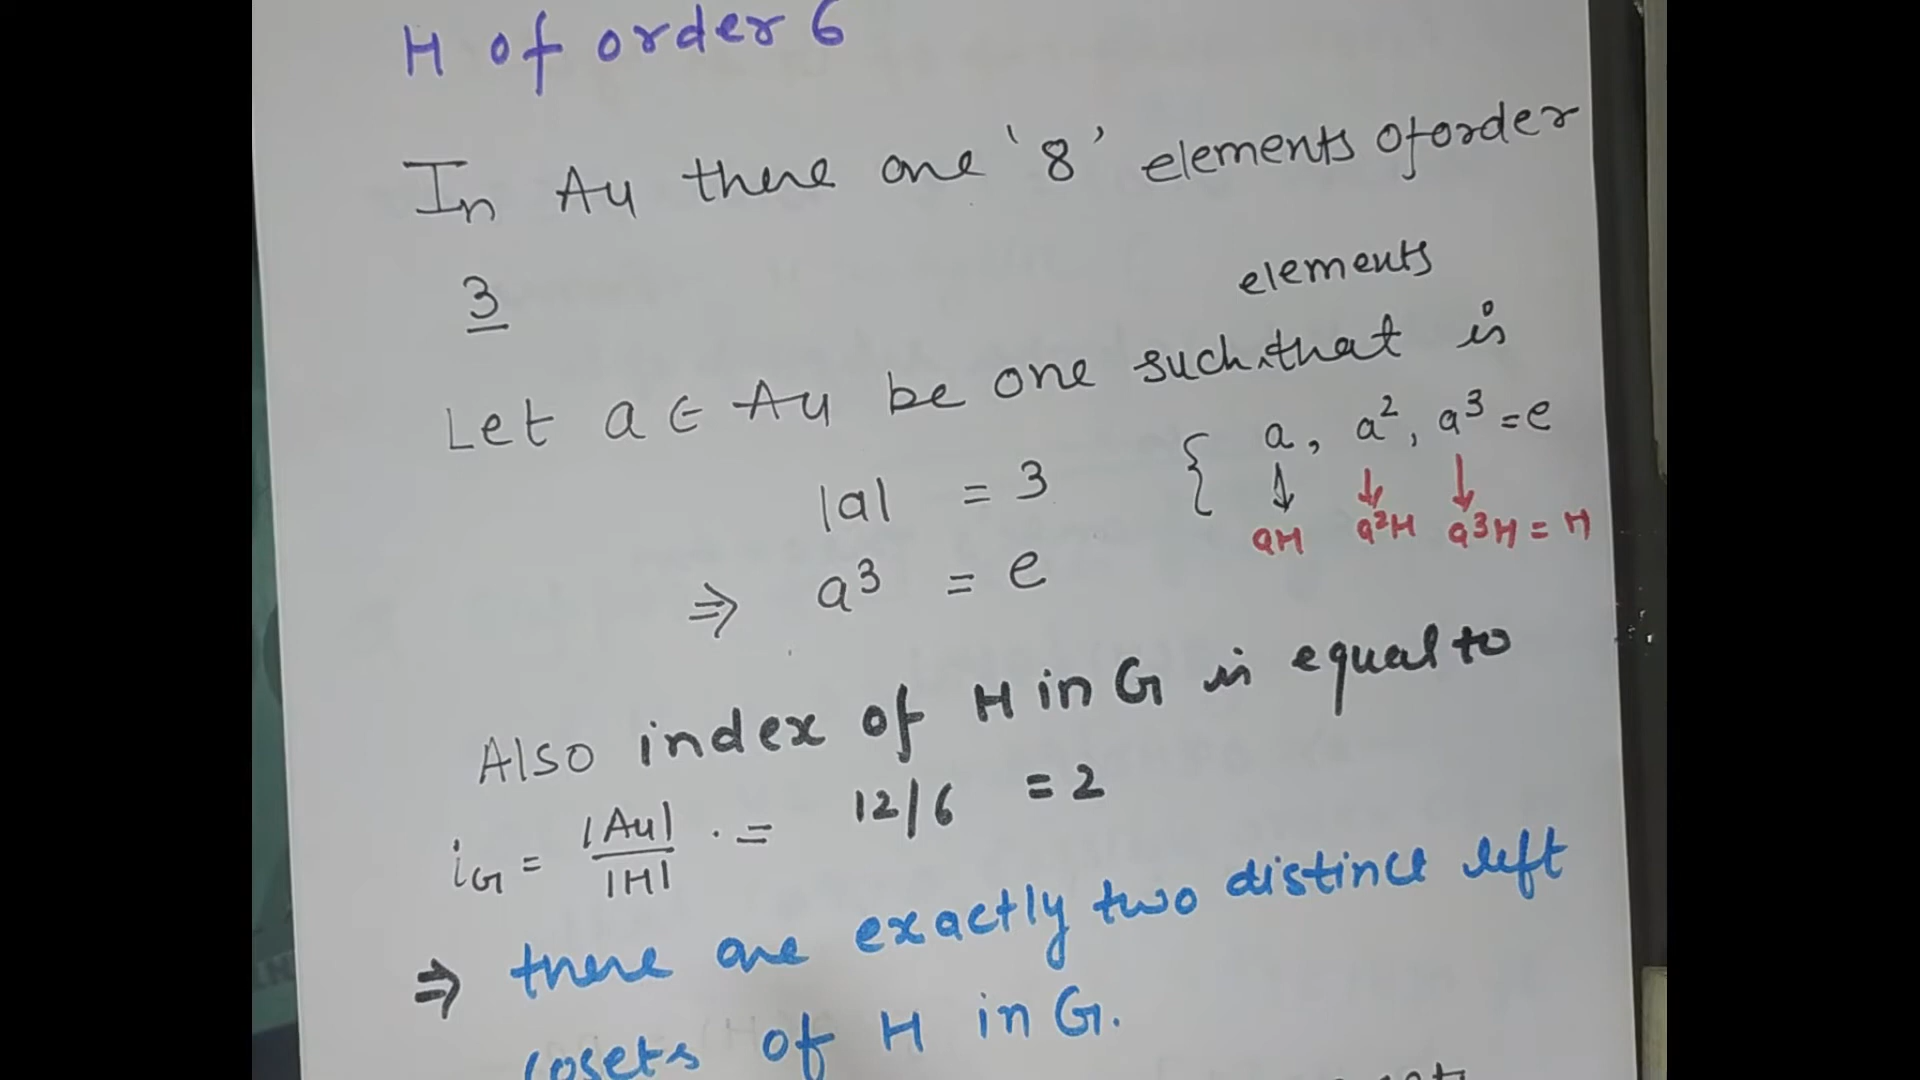 H of order 6
In A4 there are '8' elements of order
3
elements
Let a ∈ A4 be one such that is
|a| = 3 { a, a², a³ = e
↓ ↓ ↓
aH a²H a³H = H
⇒ a³ = e
Also index of H in G is equal to
iG = |A4| / |H| . = 12/6 = 2
⇒ there are exactly two distinct left
cosets of H in G.